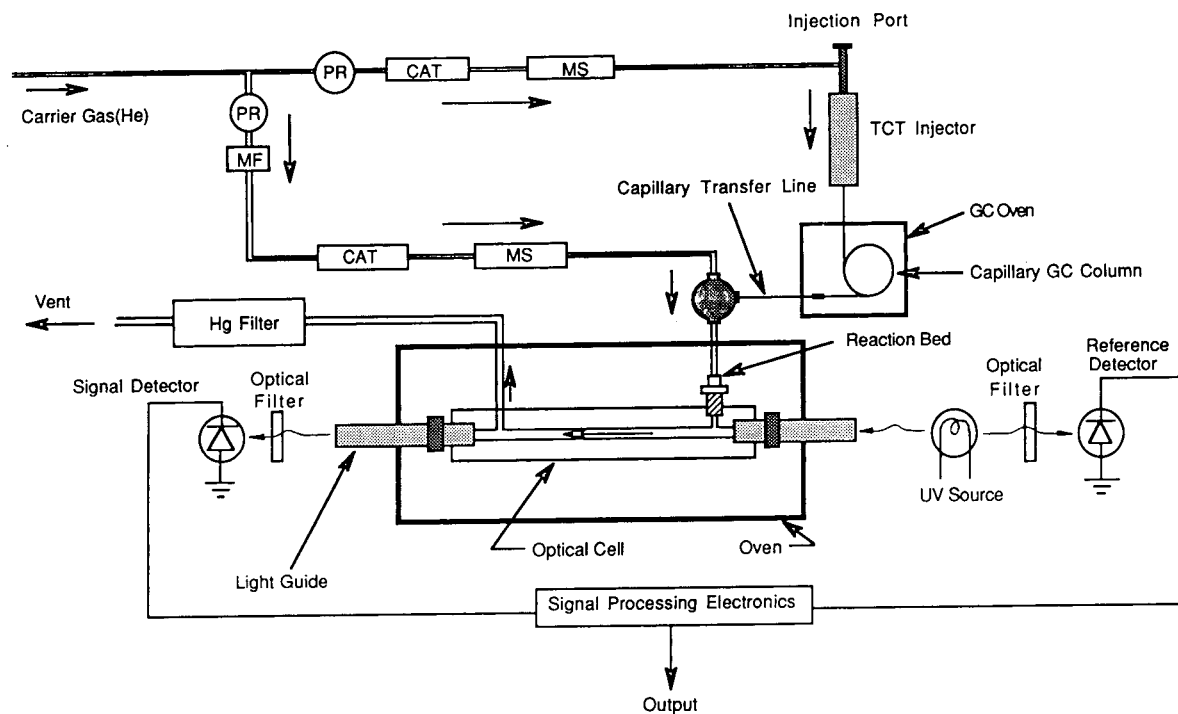 Injection Port
PR
CAT
MS
Carrier Gas(He)
PR
TCT Injector
MF
Capillary Transfer Line
GC Oven
CAT
MS
Capillary GC Column
Vent
Hg Filter
Reaction Bed
Reference
Detector
Signal Detector
Optical
Filter
Optical
Filter
UV Source
Optical Cell
Oven
Light Guide
Signal Processing Electronics
Output